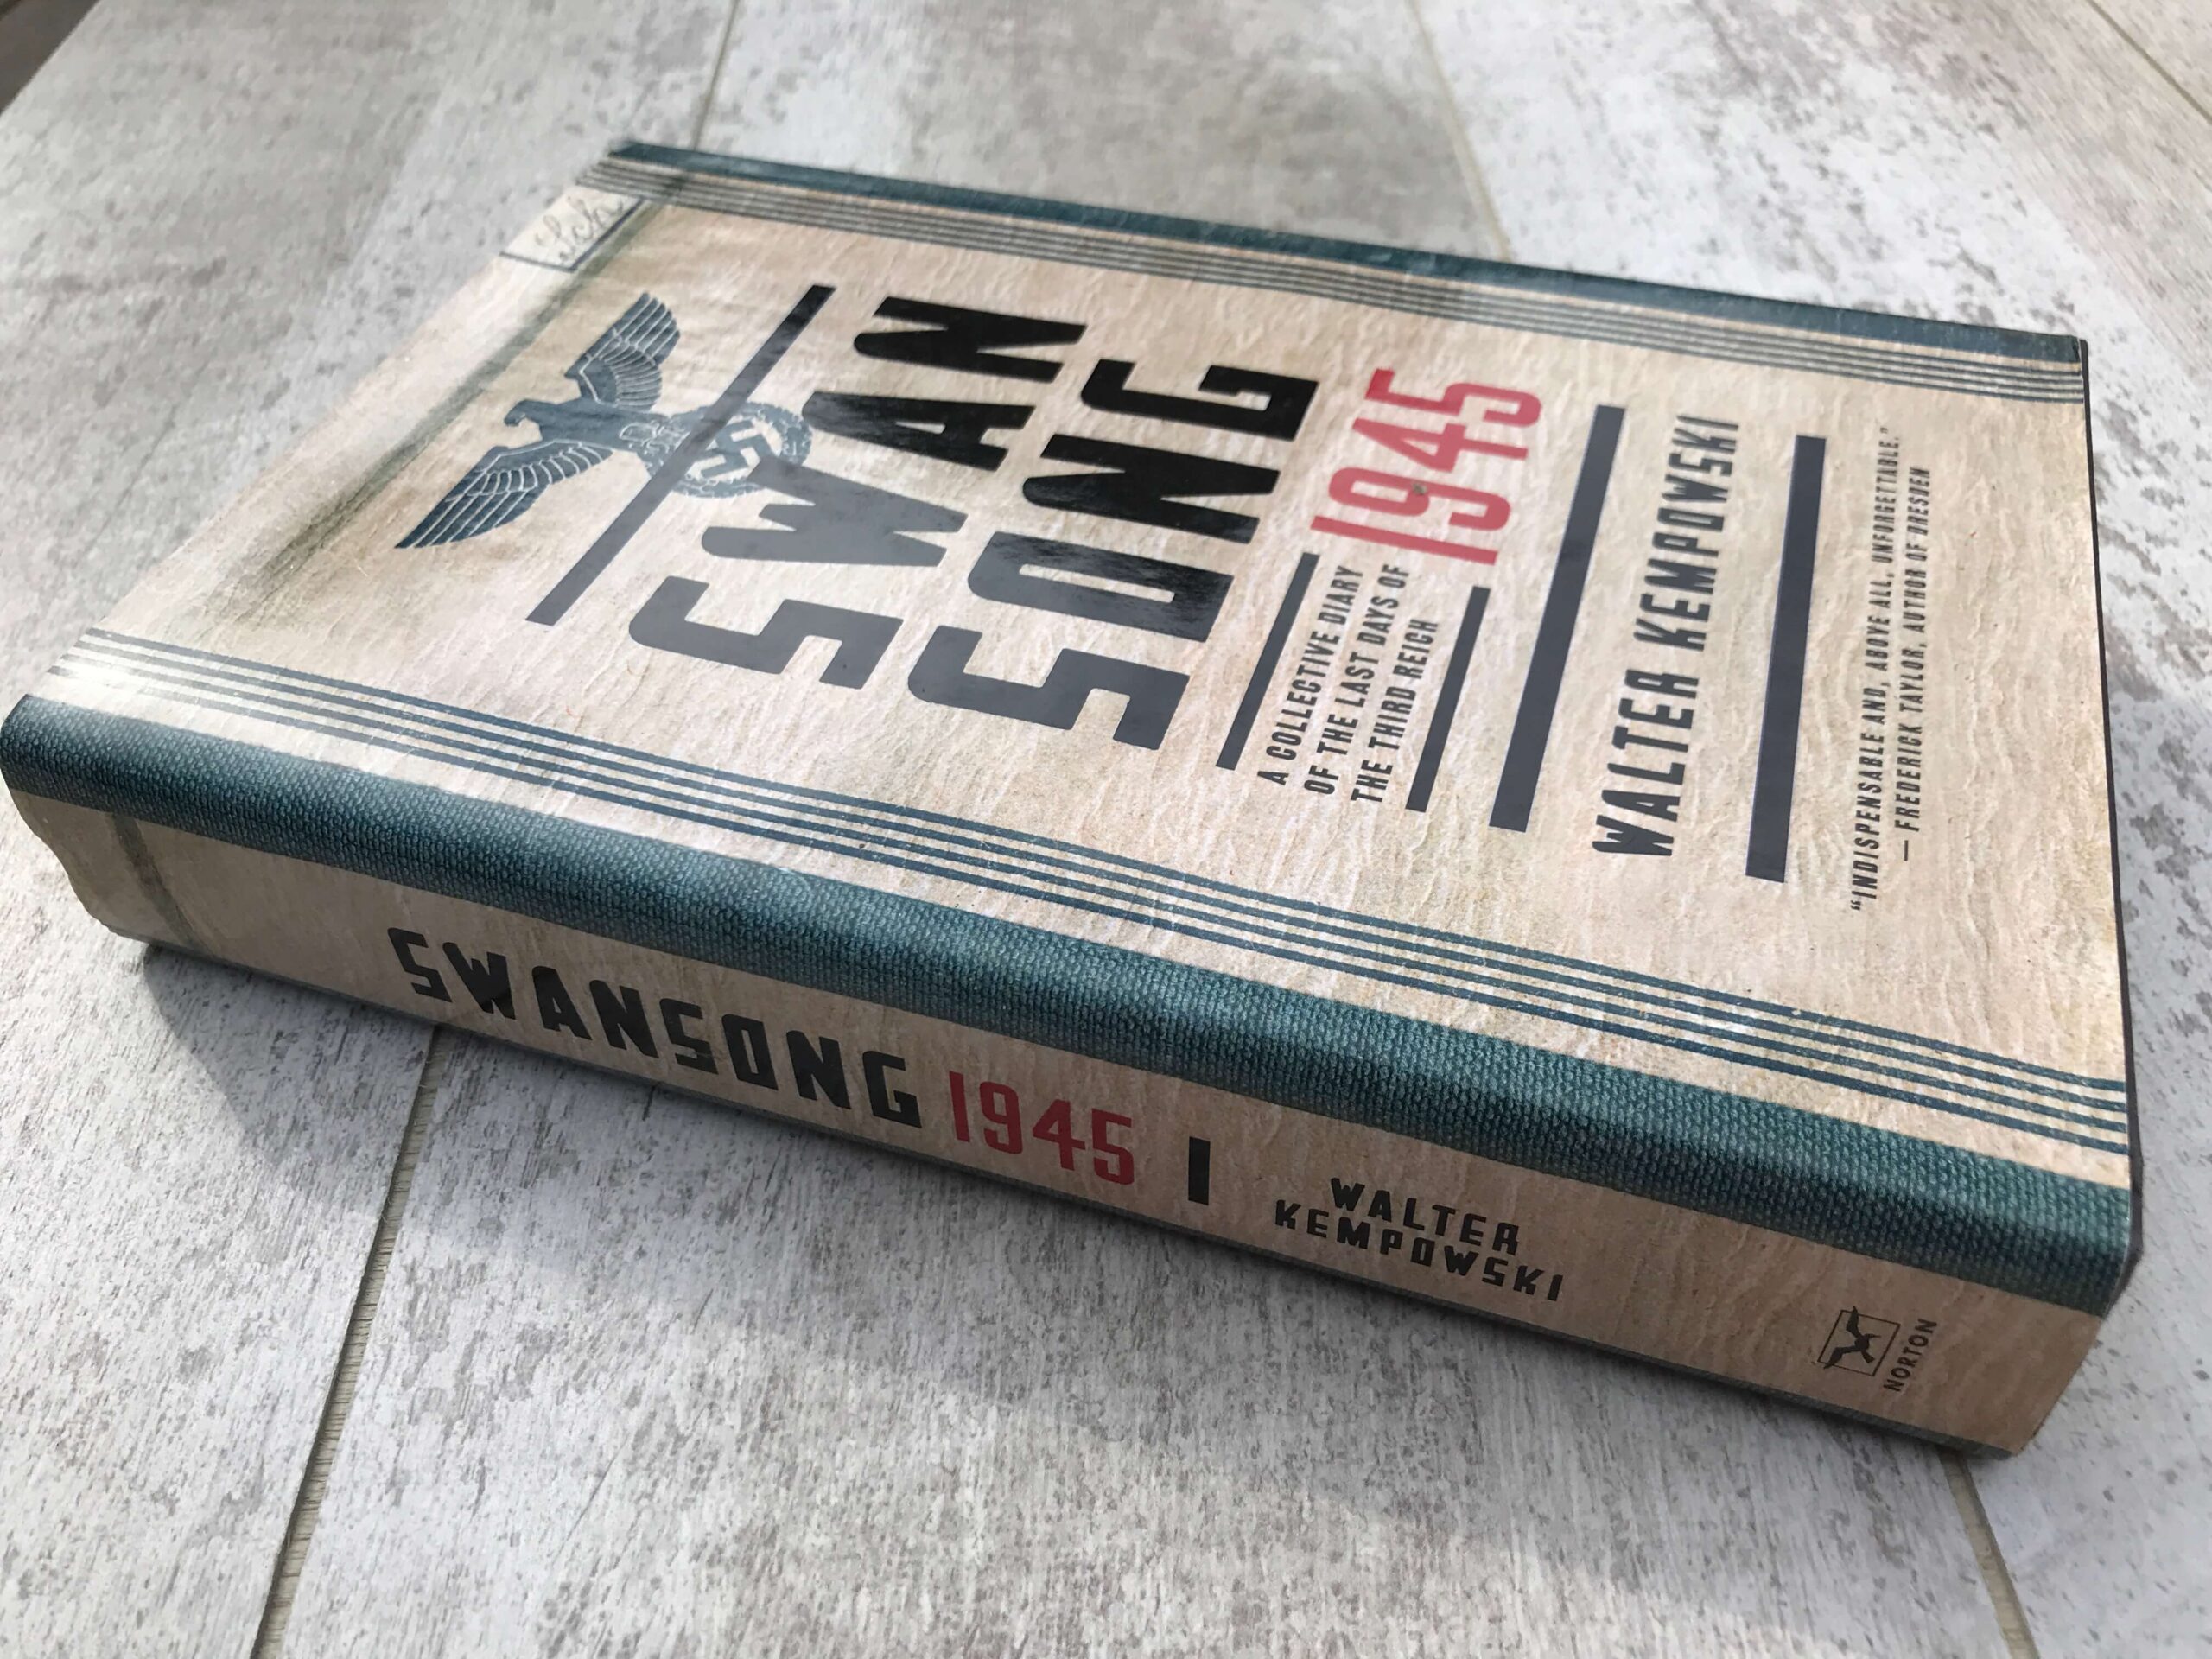 SWAN
SONG
1945
A COLLECTIVE DIARY
OF THE LAST DAYS OF
THE THIRD REICH
WALTER KEMPOWSKI
“INDISPENSABLE AND, ABOVE ALL, UNFORGETTABLE.”
— FREDERICK TAYLOR, AUTHOR OF DRESDEN
SWANSONG 1945
WALTER
KEMPOWSKI
NORTON